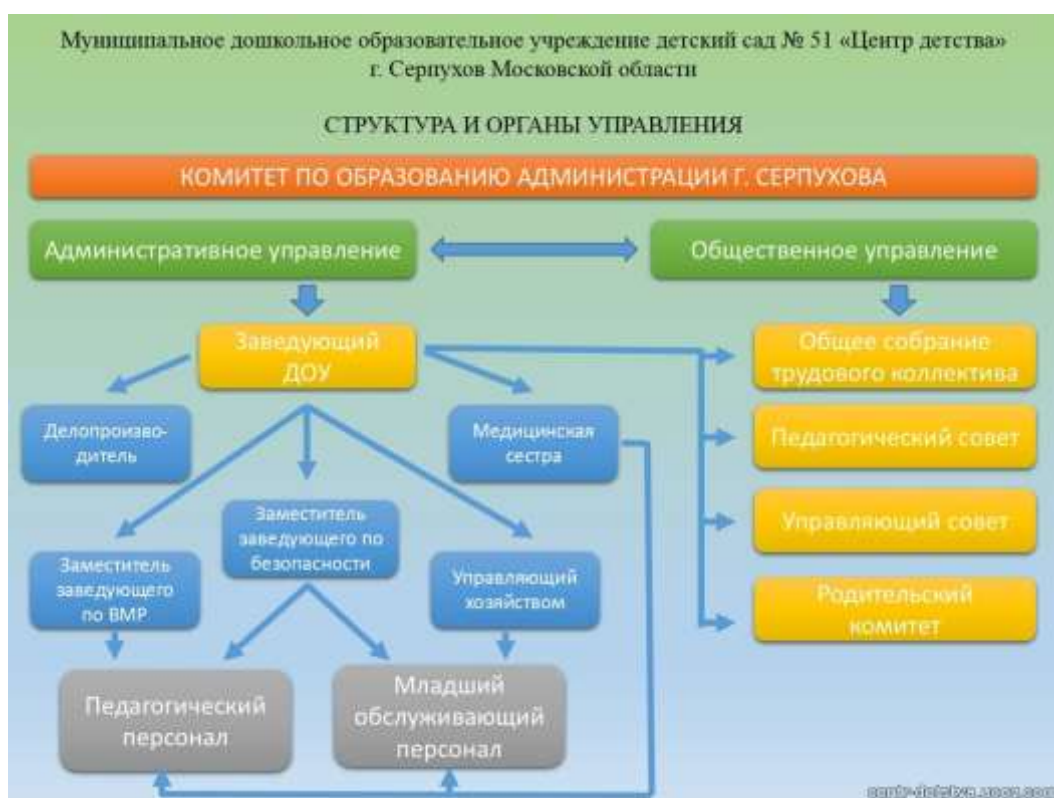 Муниципальное дошкольное образовательное учреждение детский сад № 51 «Центр детства»
г. Серпухов Московской области
СТРУКТУРА И ОРГАНЫ УПРАВЛЕНИЯ
КОМИТЕТ ПО ОБРАЗОВАНИЮ АДМИНИСТРАЦИИ Г. СЕРПУХОВА
Административное управление
Общественное управление
Заведующий
ДОУ
Общее собрание
трудового коллектива
Делопроизво-
дитель
Медицинская
сестра
Педагогический совет
Заместитель
заведующего по
безопасности
Управляющий совет
Заместитель
заведующего
по ВМР
Управляющий
хозяйством
Родительский
комитет
Педагогический
персонал
Младший
обслуживающий
персонал